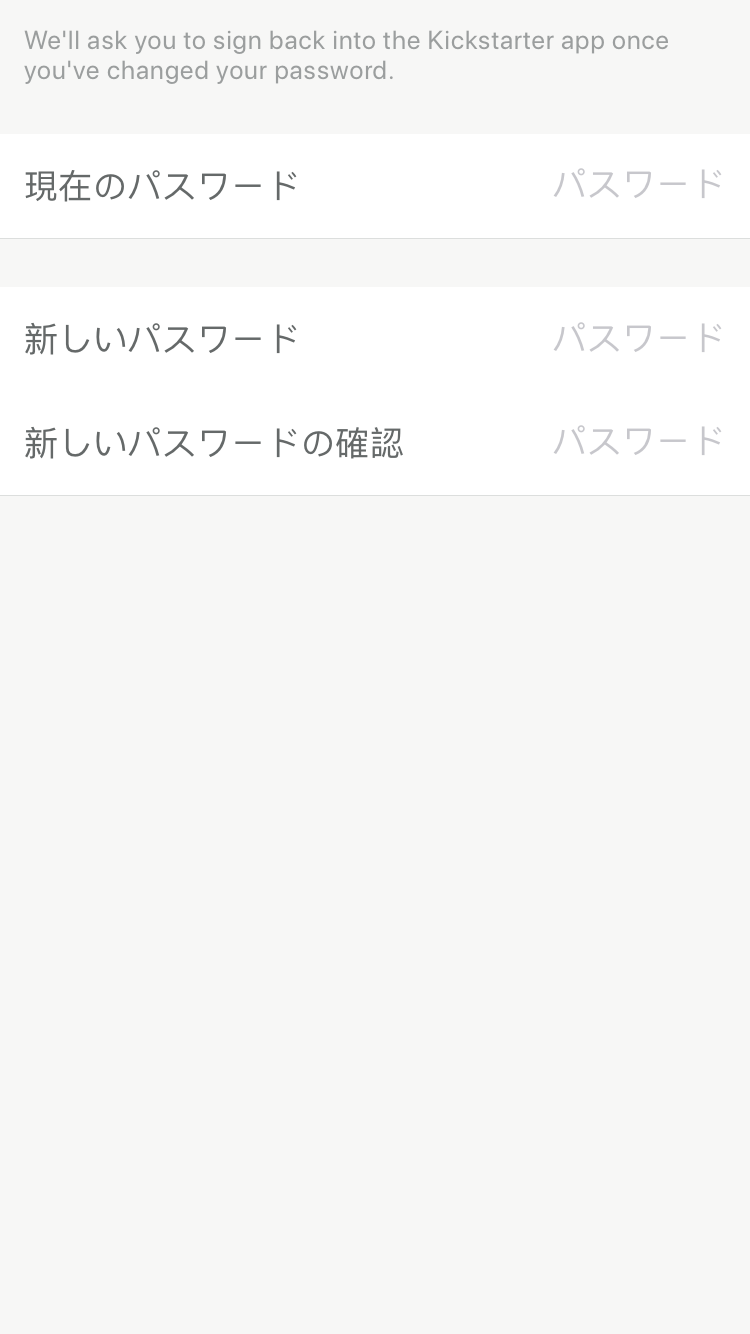 We'll ask you to sign back into the Kickstarter app once
you've changed your password.
現在のパスワード パスワード
新しいパスワード パスワード
新しいパスワードの確認 パスワード